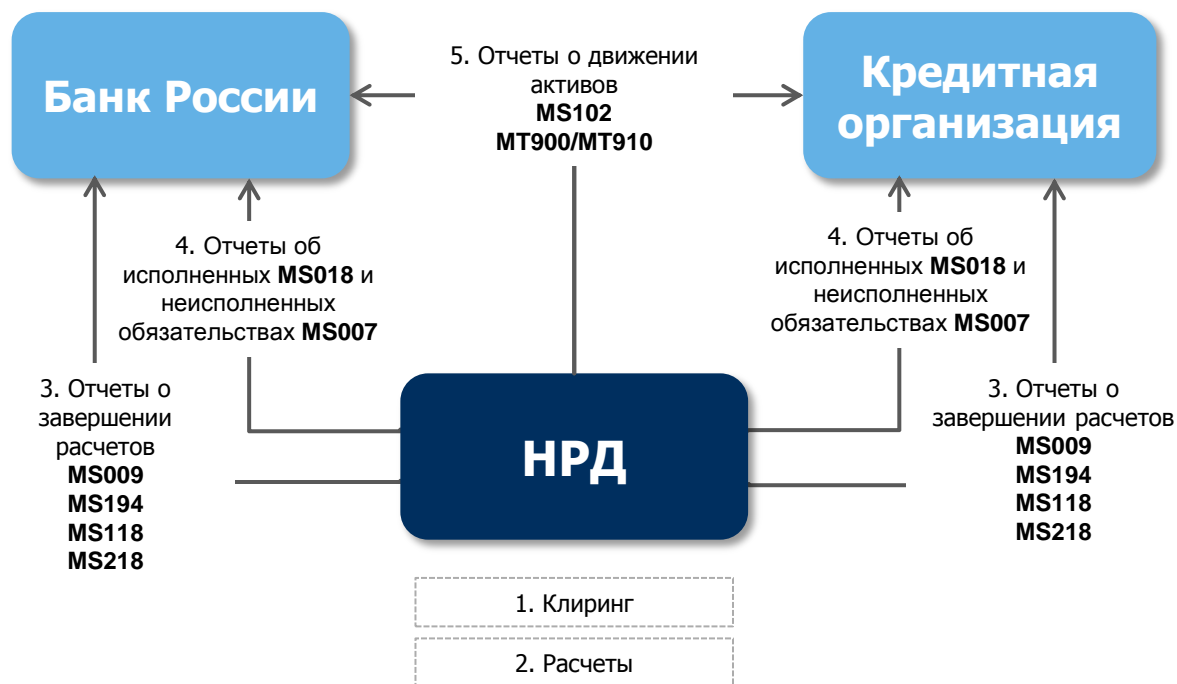 Банк России
5. Отчеты о движении
активов
MS102
MT900/MT910
Кредитная
организация
4. Отчеты об
исполненных MS018 и
неисполненных
обязательствах MS007
4. Отчеты об
исполненных MS018 и
неисполненных
обязательствах MS007
3. Отчеты о
завершении
расчетов
MS009
MS194
MS118
MS218
НРД
3. Отчеты о
завершении расчетов
MS009
MS194
MS118
MS218
1. Клиринг
2. Расчеты